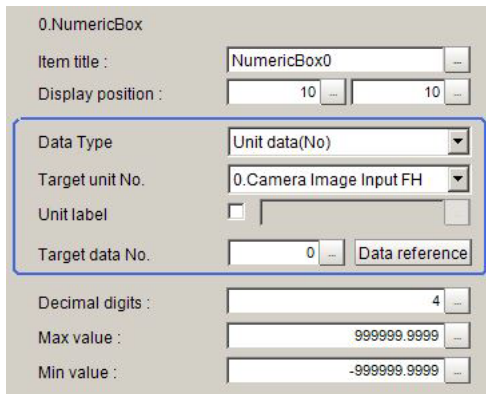 0.NumericBox
Item title : NumericBox0 ...
Display position : 10 ... 10 ...
Data Type Unit data(No)
Target unit No. 0.Camera Image Input FH
Unit label
Target data No. 0 ... Data reference
Decimal digits : 4 ...
Max value : 999999.9999 ...
Min value : -999999.9999 ...